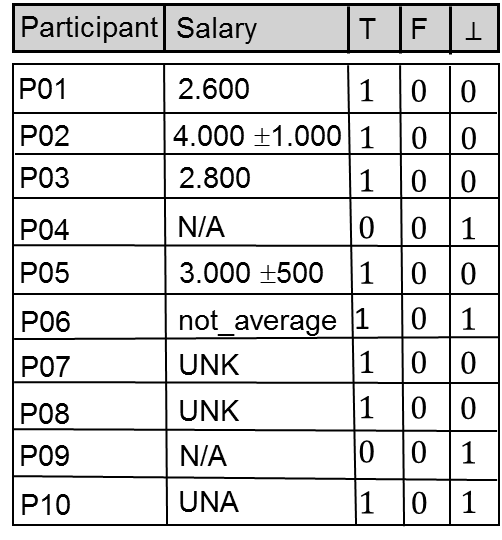 Participant Salary T F ⊥
P01 2.600 1 0 0
P02 4.000 ±1.000 1 0 0
P03 2.800 1 0 0
P04 N/A 0 0 1
P05 3.000 ±500 1 0 0
P06 not_average 1 0 1
P07 UNK 1 0 0
P08 UNK 1 0 0
P09 N/A 0 0 1
P10 UNA 1 0 1